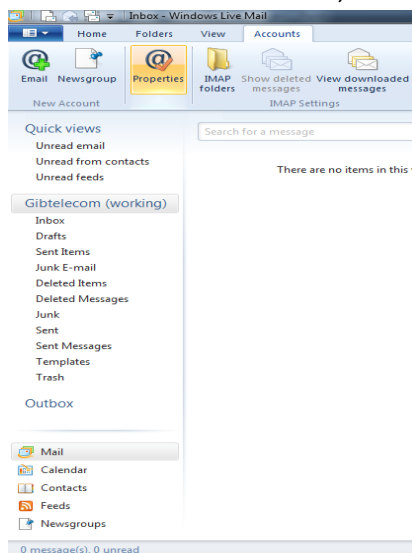 Inbox - Windows Live Mail
Home Folders View Accounts
Email Newsgroup Properties IMAP folders Show deleted messages View downloaded messages
New Account IMAP Settings
Quick views
Search for a message
Unread email
Unread from contacts
There are no items in this
Unread feeds
Gibtelecom (working)
Inbox
Drafts
Sent Items
Junk E-mail
Deleted Items
Deleted Messages
Junk
Sent
Sent Messages
Templates
Trash
Outbox
Mail
Calendar
Contacts
Feeds
Newsgroups
0 message(s), 0 unread